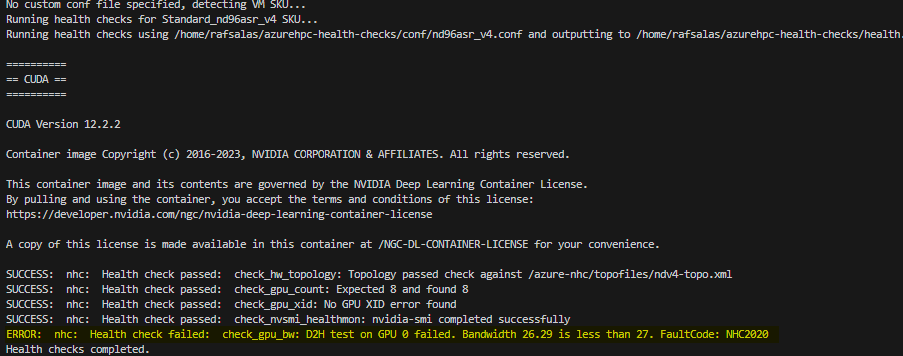 No custom conf file specified, detecting VM SKU...
Running health checks for Standard_nd96asr_v4 SKU...
Running health checks using /home/rafsalas/azurehpc-health-checks/conf/nd96asr_v4.conf and outputting to /home/rafsalas/azurehpc-health-checks/health.
==========
== CUDA ==
==========
CUDA Version 12.2.2
Container image Copyright (c) 2016-2023, NVIDIA CORPORATION & AFFILIATES. All rights reserved.
This container image and its contents are governed by the NVIDIA Deep Learning Container License.
By pulling and using the container, you accept the terms and conditions of this license:
https://developer.nvidia.com/ngc/nvidia-deep-learning-container-license
A copy of this license is made available in this container at /NGC-DL-CONTAINER-LICENSE for your convenience.
SUCCESS:  nhc:  Health check passed:  check_hw_topology: Topology passed check against /azure-nhc/topofiles/ndv4-topo.xml
SUCCESS:  nhc:  Health check passed:  check_gpu_count: Expected 8 and found 8
SUCCESS:  nhc:  Health check passed:  check_gpu_xid: No GPU XID error found
SUCCESS:  nhc:  Health check passed:  check_nvsmi_healthmon: nvidia-smi completed successfully
ERROR:  nhc:  Health check failed:  check_gpu_bw: D2H test on GPU 0 failed. Bandwidth 26.29 is less than 27. FaultCode: NHC2020
Health checks completed.